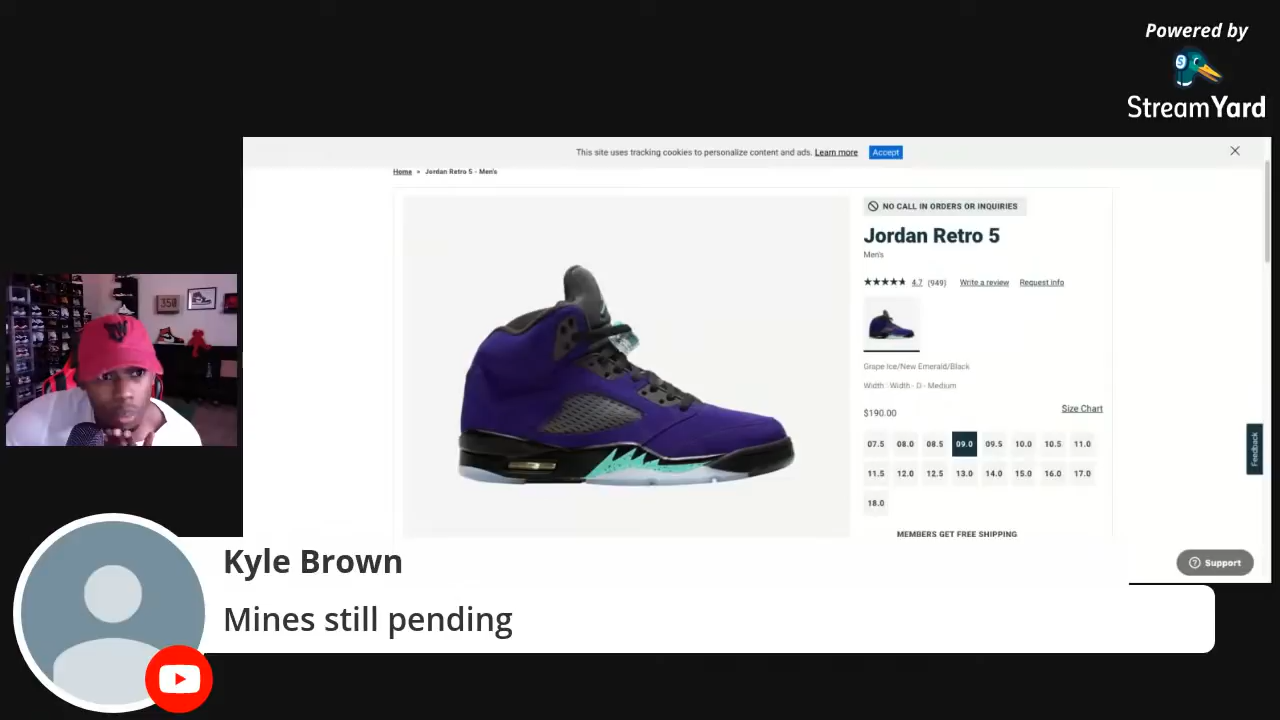 Powered by
StreamYard
This site uses tracking cookies to personalize content and ads. Learn more
Accept
Home » Jordan Retro 5 - Men's
NO CALL IN ORDERS OR INQUIRIES
Jordan Retro 5
Men's
4.7 (949) Write a review Request Info
Grape Ice/New Emerald/Black
Width : Width - D - Medium
$190.00 Size Chart
07.5 08.0 08.5 09.0 09.5 10.0 10.5 11.0
11.5 12.0 12.5 13.0 14.0 15.0 16.0 17.0
18.0
MEMBERS GET FREE SHIPPING
Feedback
Support
350
Kyle Brown
Mines still pending